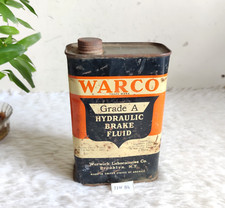 WARCO
Grade A
HYDRAULIC
BRAKE
FLUID
Warwick Laboratories Co.
Brooklyn, N.Y.